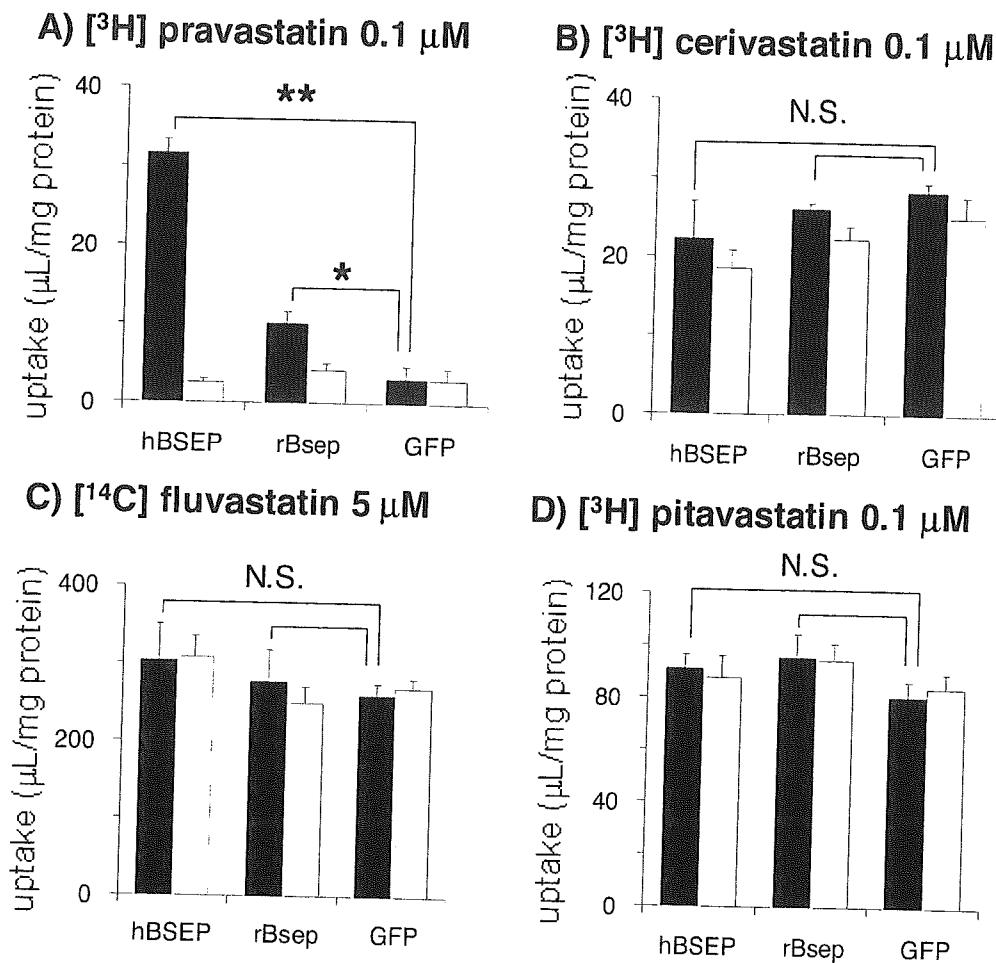 A) [³H] pravastatin 0.1 μM
uptake (μL/mg protein)
40
20
0
**
*
hBSEP rBsep GFP
B) [³H] cerivastatin 0.1 μM
uptake (μL/mg protein)
40
20
0
N.S.
hBSEP rBsep GFP
C) [¹⁴C] fluvastatin 5 μM
uptake (μL/mg protein)
400
200
0
N.S.
hBSEP rBsep GFP
D) [³H] pitavastatin 0.1 μM
uptake (μL/mg protein)
120
80
40
0
N.S.
hBSEP rBsep GFP